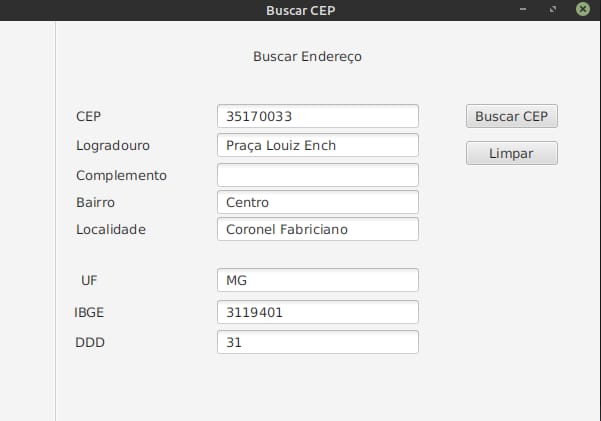 Buscar CEP
Buscar Endereço
CEP 35170033 Buscar CEP
Logradouro Praça Louiz Ench
Limpar
Complemento
Bairro Centro
Localidade Coronel Fabriciano
UF MG
IBGE 3119401
DDD 31